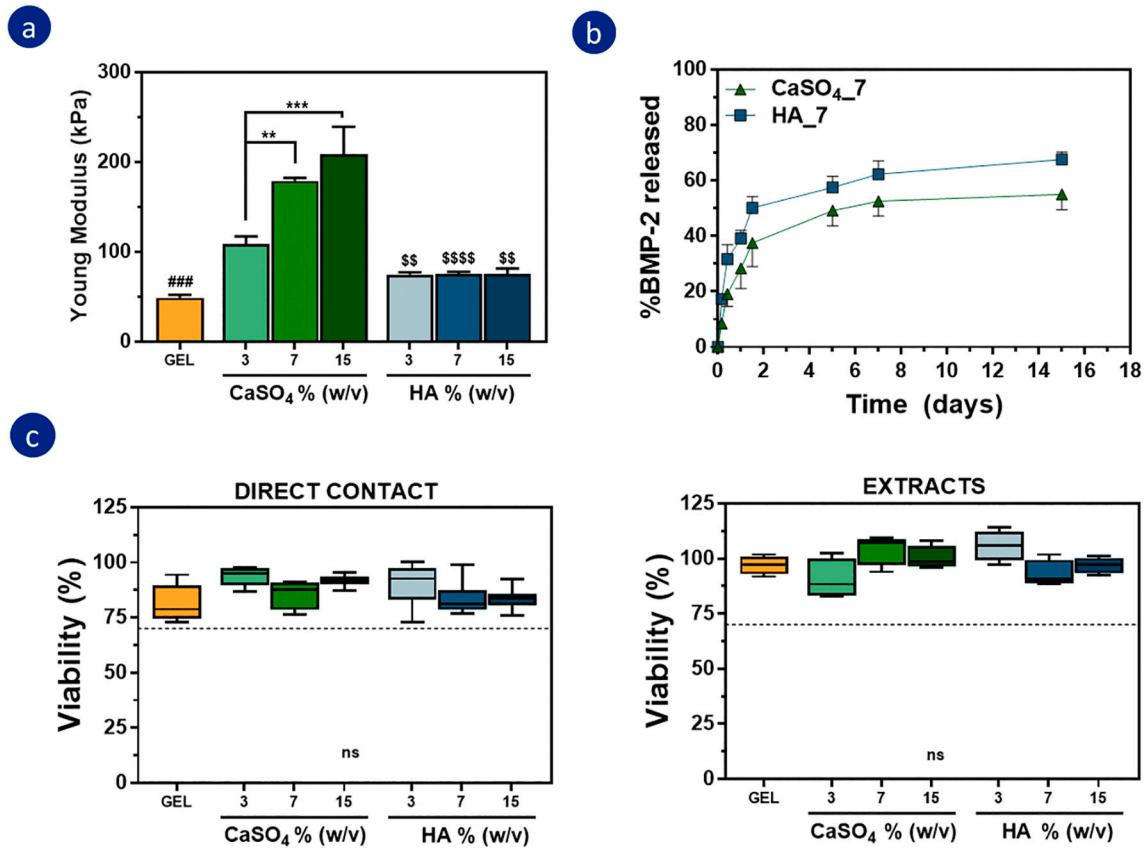 a
Young Modulus (kPa)
300
200
100
0
###
**
***
$$
$$$$
$$
GEL
3
7
15
3
7
15
CaSO4 % (w/v)
HA % (w/v)
b
%BMP-2 released
100
80
60
40
20
0
CaSO4_7
HA_7
0
2
4
6
8
10
12
14
16
18
Time (days)
c
DIRECT CONTACT
Viability (%)
125
100
75
50
25
0
ns
GEL
3
7
15
3
7
15
CaSO4 % (w/v)
HA % (w/v)
EXTRACTS
Viability (%)
125
100
75
50
25
0
ns
GEL
3
7
15
3
7
15
CaSO4 % (w/v)
HA % (w/v)